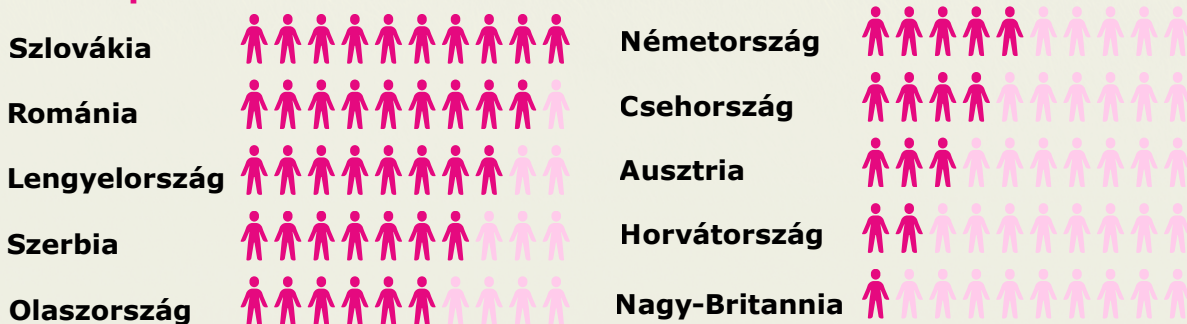 Szlovákia
Románia
Lengyelország
Szerbia
Olaszország
Németország
Csehország
Ausztria
Horvátország
Nagy-Britannia